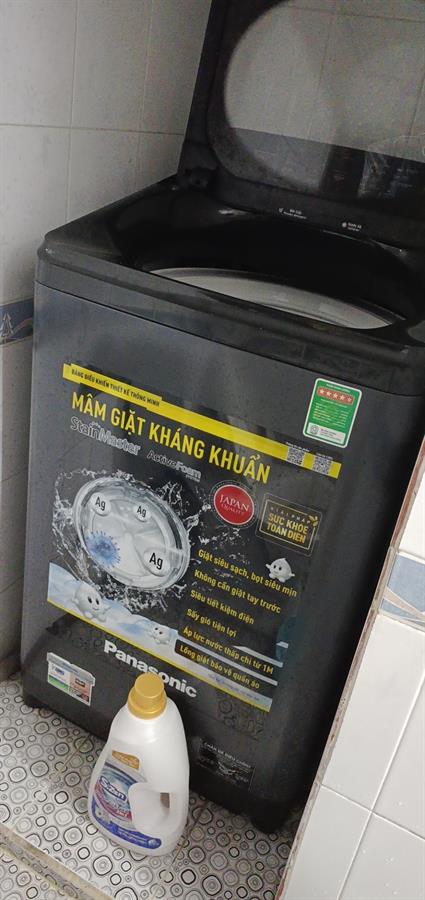 BẢNG ĐIỀU KHIỂN THIẾT KẾ THÔNG MINH
MÂM GIẶT KHÁNG KHUẨN
StainMaster ActiveFoam
JAPAN
QUALITY
GIẢI PHÁP
SỨC KHỎE
TOÀN DIỆN
Ag
Ag
Ag
Giặt siêu sạch, bọt siêu mịn
Không cần giặt tay trước
Siêu tiết kiệm điện
Sấy gió tiện lợi
Áp lực nước thấp chỉ từ 1M
Lồng giặt bảo vệ quần áo
Panasonic